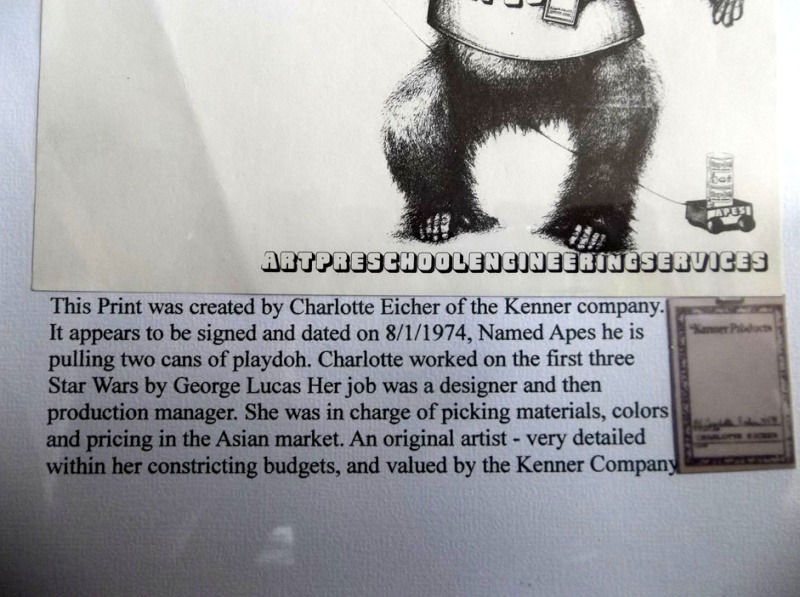 APES
ARTPRESCHOOLENGINEERINGSERVICES
This Print was created by Charlotte Eicher of the Kenner company.
It appears to be signed and dated on 8/1/1974, Named Apes he is
pulling two cans of playdoh. Charlotte worked on the first three
Star Wars by George Lucas Her job was a designer and then
production manager. She was in charge of picking materials, colors
and pricing in the Asian market. An original artist - very detailed
within her constricting budgets, and valued by the Kenner Company
Kenner Products
CHARLOTTE EICHER